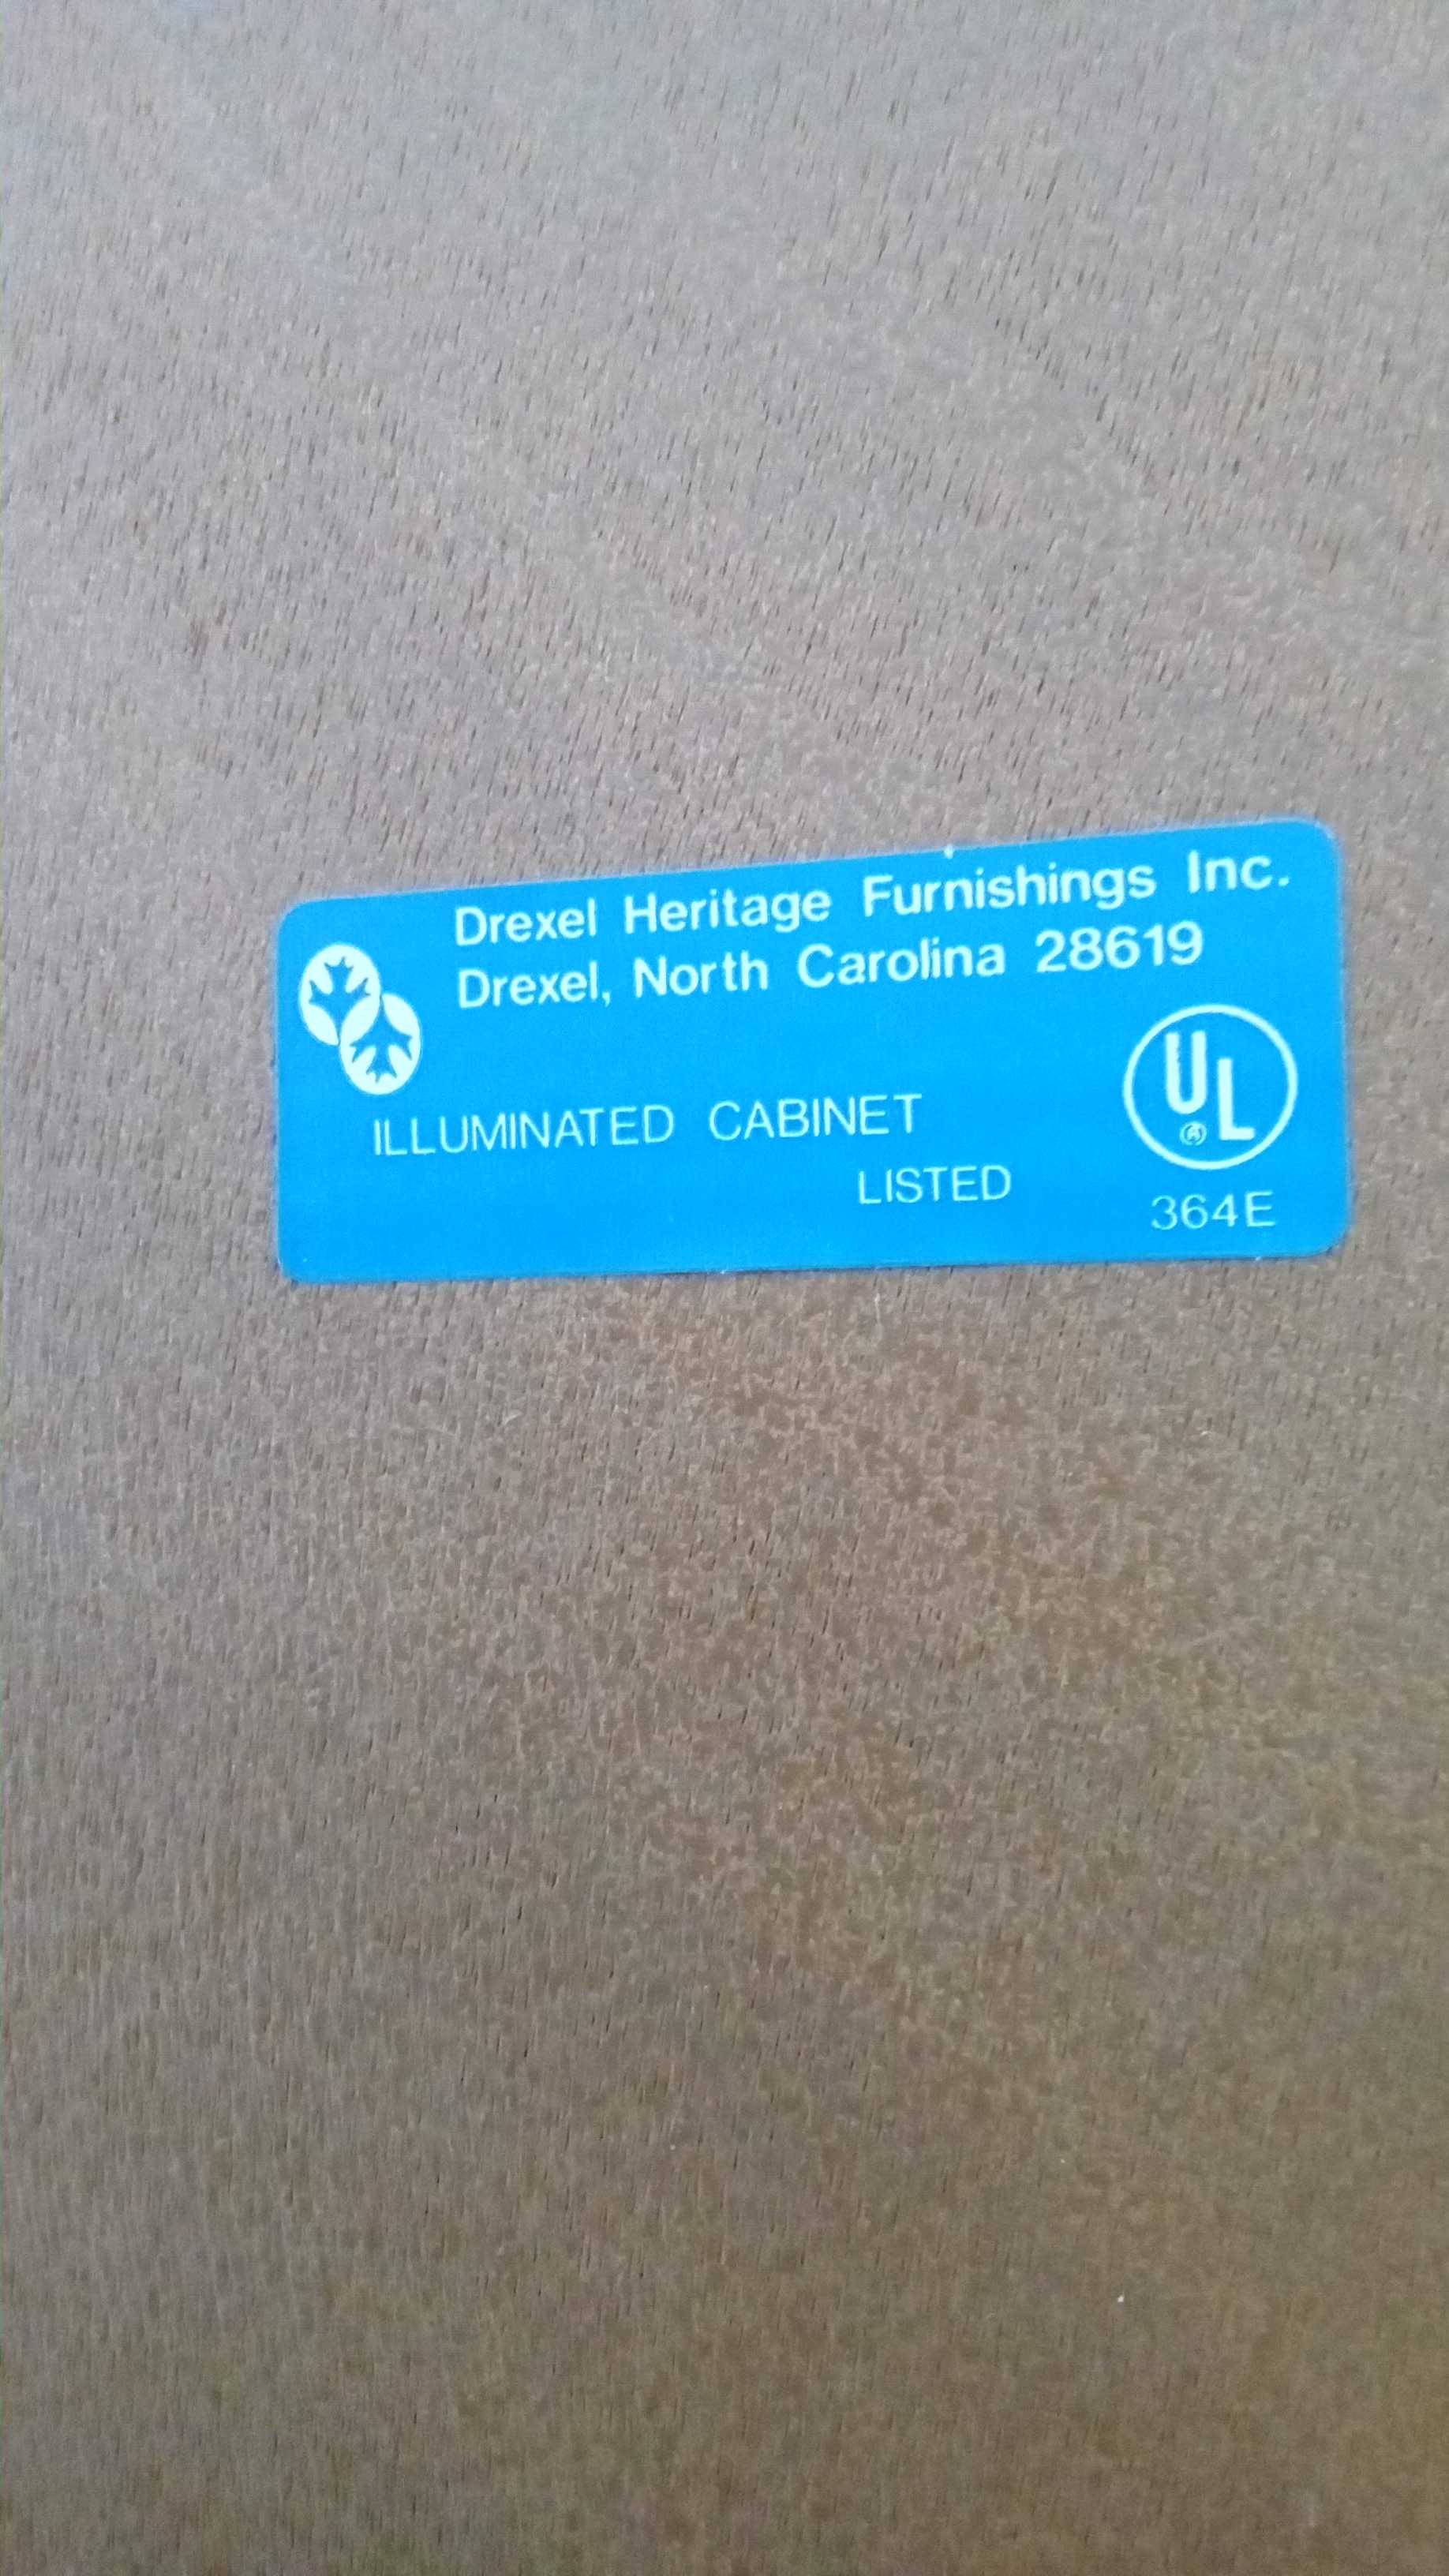 Drexel Heritage Furnishings Inc.
Drexel, North Carolina 28619
ILLUMINATED CABINET
LISTED
UL
®
364E